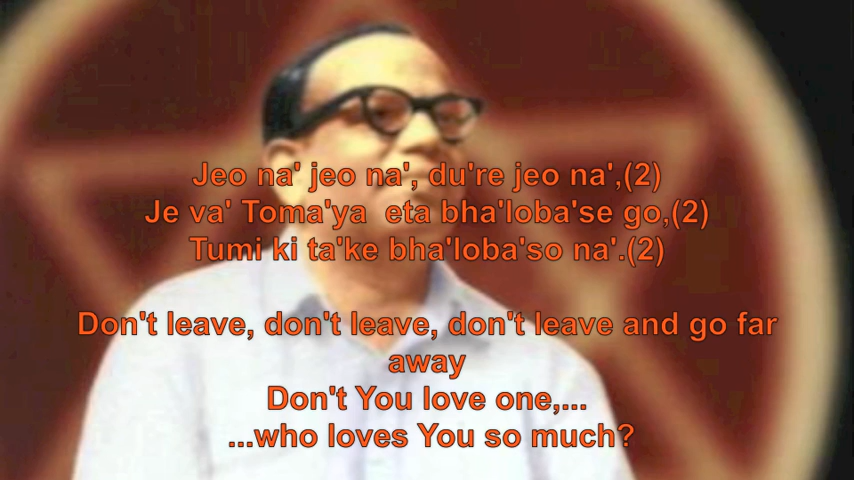 Jeo na' jeo na', du're jeo na',(2)
Je va' Toma'ya eta bha'loba'se go,(2)
Tumi ki ta'ke bha'loba'so na'.(2)
Don't leave, don't leave, don't leave and go far
away
Don't You love one,...
...who loves You so much?